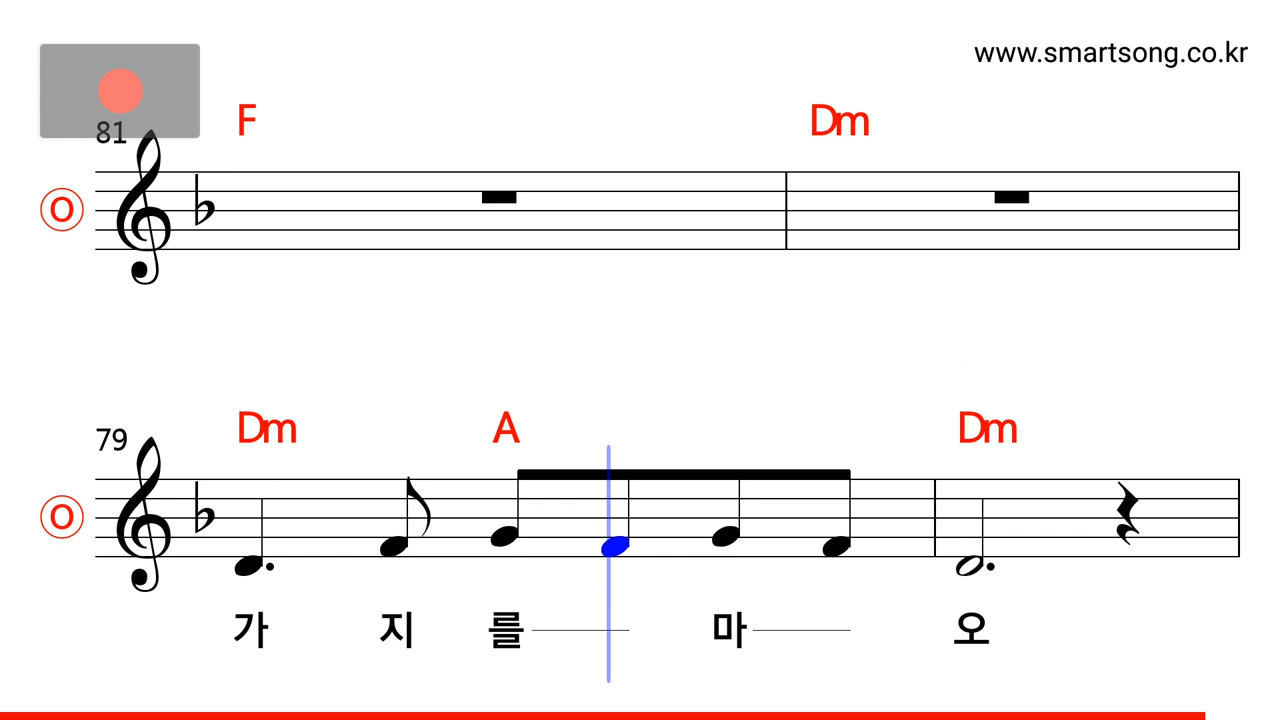 www.smartsong.co.kr
81 F Dm
O
79 Dm A Dm
O
가 지 를 마 오